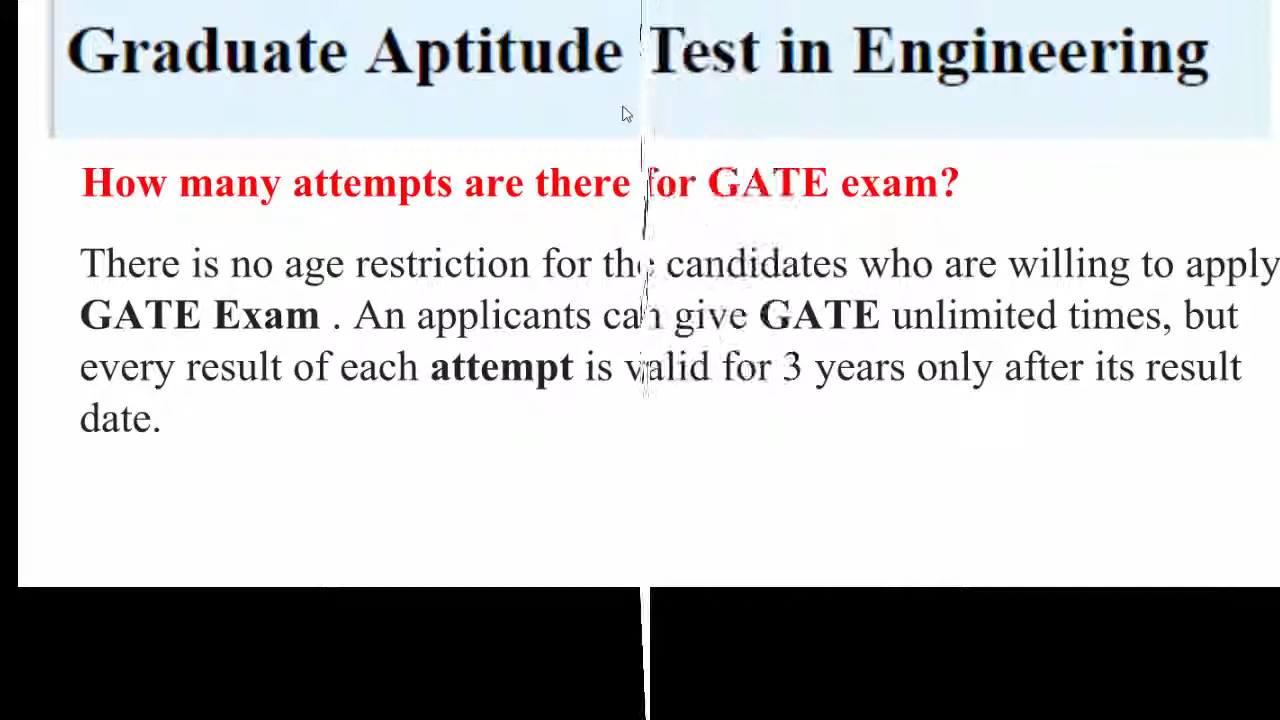 Graduate Aptitude Test in Engineering
How many attempts are there for GATE exam?
There is no age restriction for the candidates who are willing to apply
GATE Exam . An applicants can give GATE unlimited times, but
every result of each attempt is valid for 3 years only after its result
date.